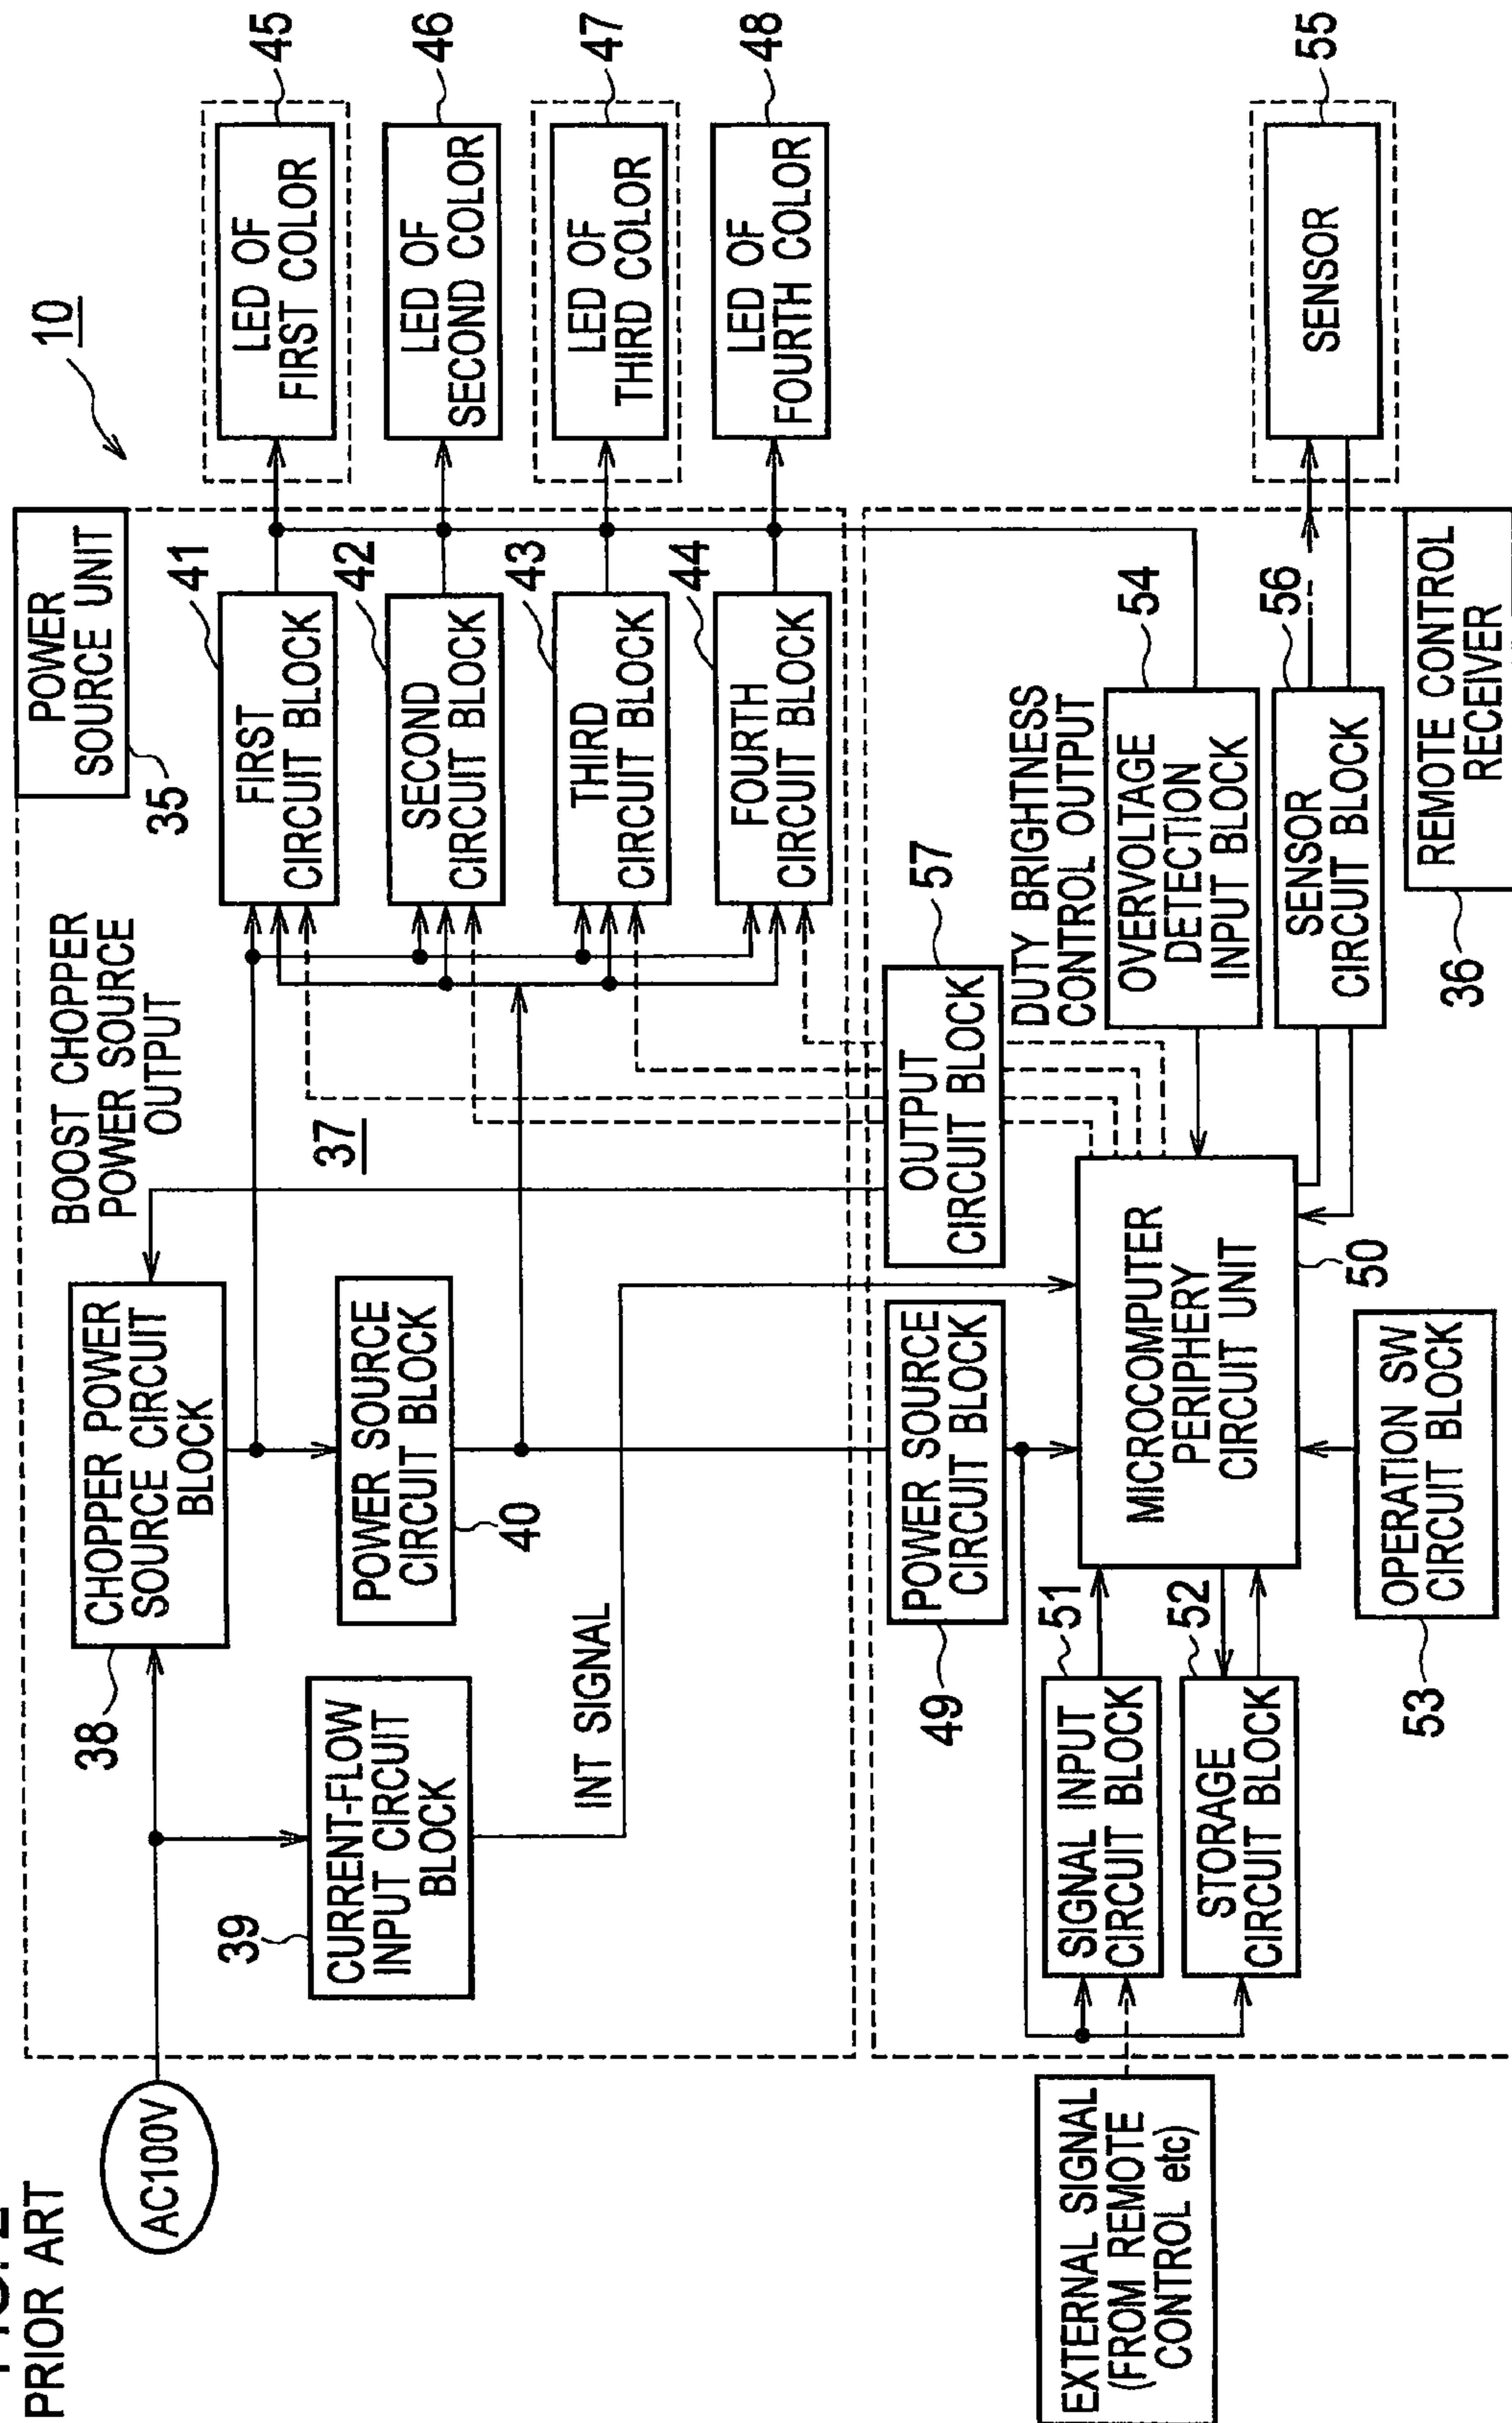 PRIOR ART
10
POWER
SOURCE UNIT
35
AC100V
38
CHOPPER POWER
SOURCE CIRCUIT
BLOCK
BOOST CHOPPER
POWER SOURCE
OUTPUT
39
CURRENT-FLOW
INPUT CIRCUIT
BLOCK
POWER SOURCE
CIRCUIT BLOCK
40
37
INT SIGNAL
FIRST
CIRCUIT BLOCK
41
SECOND
CIRCUIT BLOCK
42
THIRD
CIRCUIT BLOCK
43
FOURTH
CIRCUIT BLOCK
44
LED OF
FIRST COLOR
45
LED OF
SECOND COLOR
46
LED OF
THIRD COLOR
47
LED OF
FOURTH COLOR
48
POWER SOURCE
CIRCUIT BLOCK
49
OUTPUT
CIRCUIT BLOCK
57
DUTY BRIGHTNESS
CONTROL OUTPUT
EXTERNAL SIGNAL
(FROM REMOTE
CONTROL etc)
SIGNAL INPUT
CIRCUIT BLOCK
51
STORAGE
CIRCUIT BLOCK
52
MICROCOMPUTER
PERIPHERY
CIRCUIT UNIT
50
OPERATION SW
CIRCUIT BLOCK
53
OVERVOLTAGE
DETECTION
INPUT BLOCK
54
SENSOR
CIRCUIT BLOCK
56
SENSOR
55
REMOTE CONTROL
RECEIVER
36